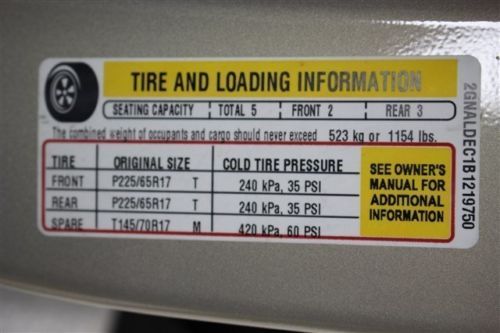 TIRE AND LOADING INFORMATION
SEATING CAPACITY TOTAL 5 FRONT 2 REAR 3
The combined weight of occupants and cargo should never exceed 523 kg or 1154 lbs.
TIRE ORIGINAL SIZE COLD TIRE PRESSURE
FRONT P225/65R17 T 240 kPa, 35 PSI
REAR P225/65R17 T 240 kPa, 35 PSI
SPARE T145/70R17 M 420 kPa, 60 PSI
SEE OWNER'S
MANUAL FOR
ADDITIONAL
INFORMATION
2GNALDEC1B1219750